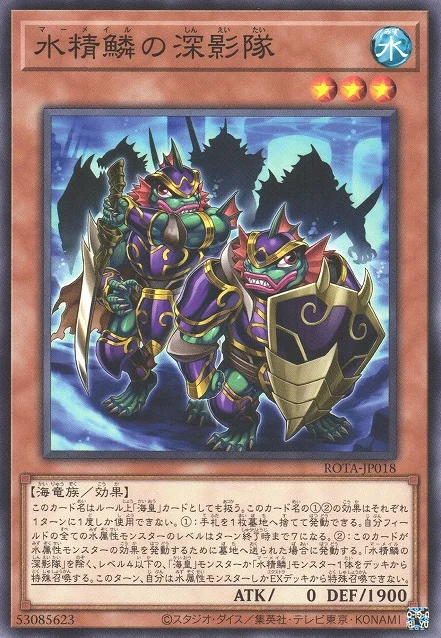 マーメイル しんえいたい
水精鱗の深影隊
みず
水
ROTA-JP018
【海竜族／効果】
このカード名はルール上「海皇」カードとしても扱う。このカード名の①②の効果はそれぞれ
1ターンに1度しか使用できない。①：手札を1枚墓地へ捨てて発動できる。自分フィー
ルドの全ての水属性モンスターのレベルはターン終了時まで7になる。②：このカードが
水属性モンスターの効果を発動するために墓地へ送られた場合に発動する。「水精鱗の
深影隊」を除く、レベル4以下の、「海皇」モンスターか「水精鱗」モンスター1体をデッキから
特殊召喚する。このターン、自分は水属性モンスターしかEXデッキから特殊召喚できない。
ATK/ 0 DEF/1900
53085623 ©スタジオ・ダイス/集英社・テレビ東京・KONAMI